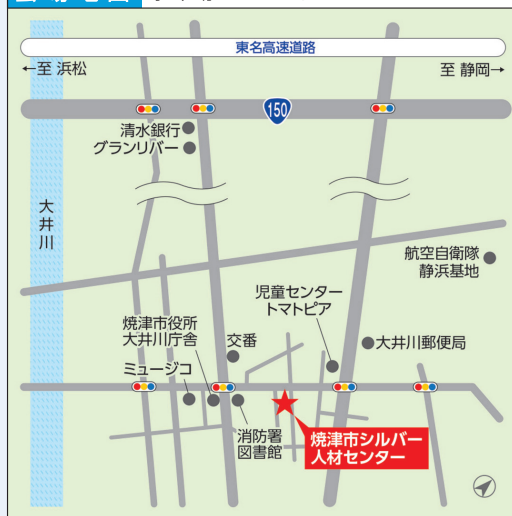 東名高速道路
←至 浜松
至 静岡→
150
清水銀行
グランリバー
大井川
航空自衛隊
静浜基地
児童センター
トマトピア
焼津市役所
大井川庁舎
交番
大井川郵便局
ミュージコ
消防署
図書館
焼津市シルバー
人材センター